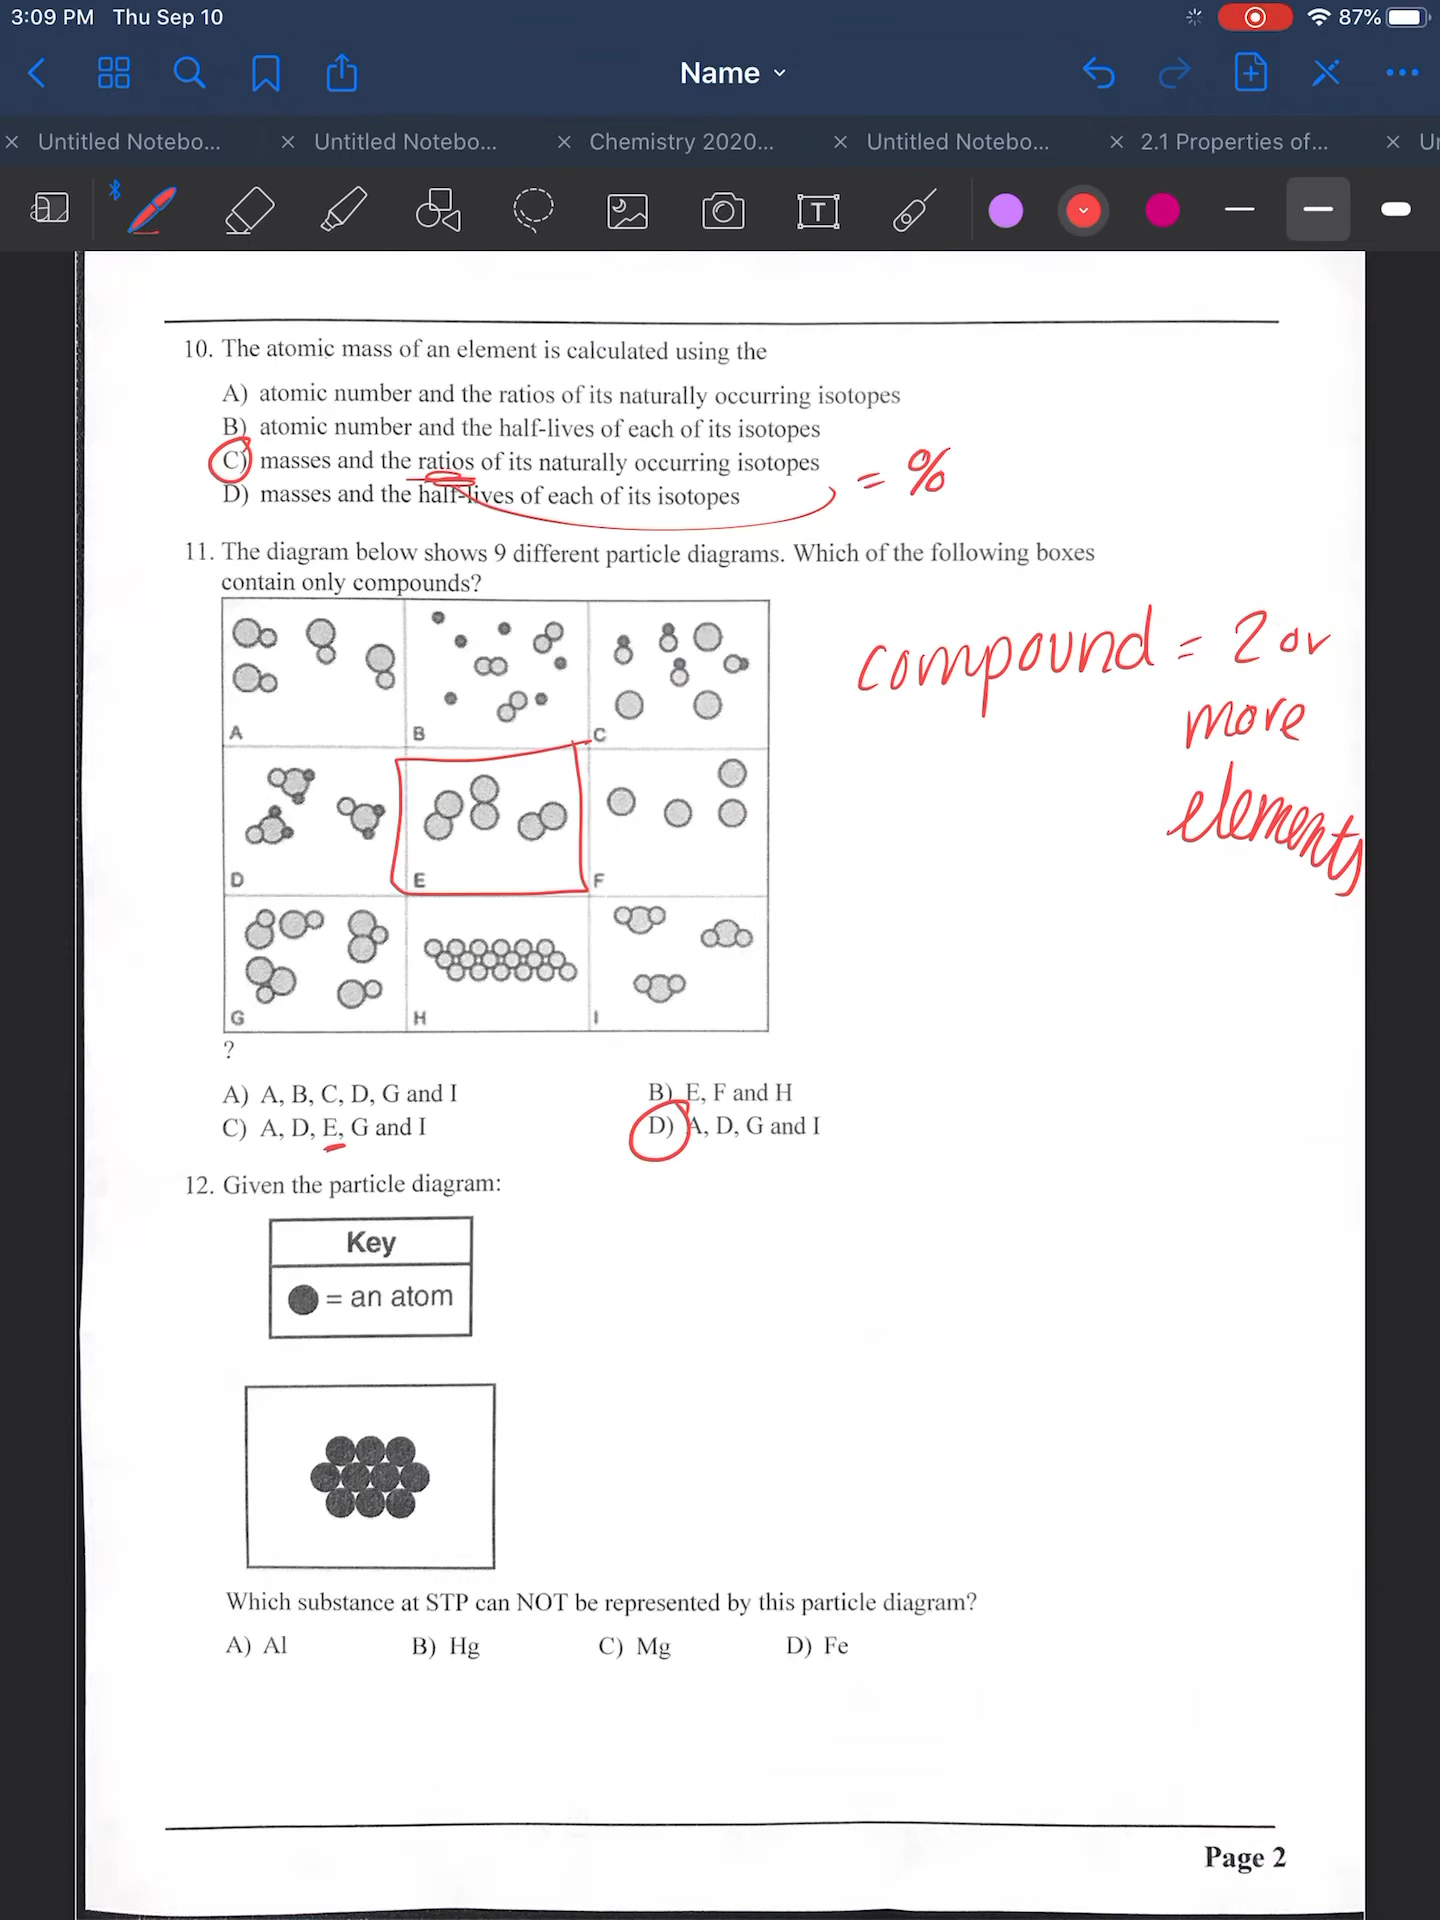 3:09 PM Thu Sep 10
87%
Name
Untitled Notebo...
Untitled Notebo...
Chemistry 2020...
Untitled Notebo...
2.1 Properties of...
Un
10. The atomic mass of an element is calculated using the
A) atomic number and the ratios of its naturally occurring isotopes
B) atomic number and the half-lives of each of its isotopes
C) masses and the ratios of its naturally occurring isotopes
= %
D) masses and the half-lives of each of its isotopes
11. The diagram below shows 9 different particle diagrams. Which of the following boxes
contain only compounds?
A B C
D E F
G H I
compound = 2 or
more
elements
?
A) A, B, C, D, G and I
B) E, F and H
C) A, D, E, G and I
D) A, D, G and I
12. Given the particle diagram:
Key
= an atom
Which substance at STP can NOT be represented by this particle diagram?
A) Al B) Hg C) Mg D) Fe
Page 2